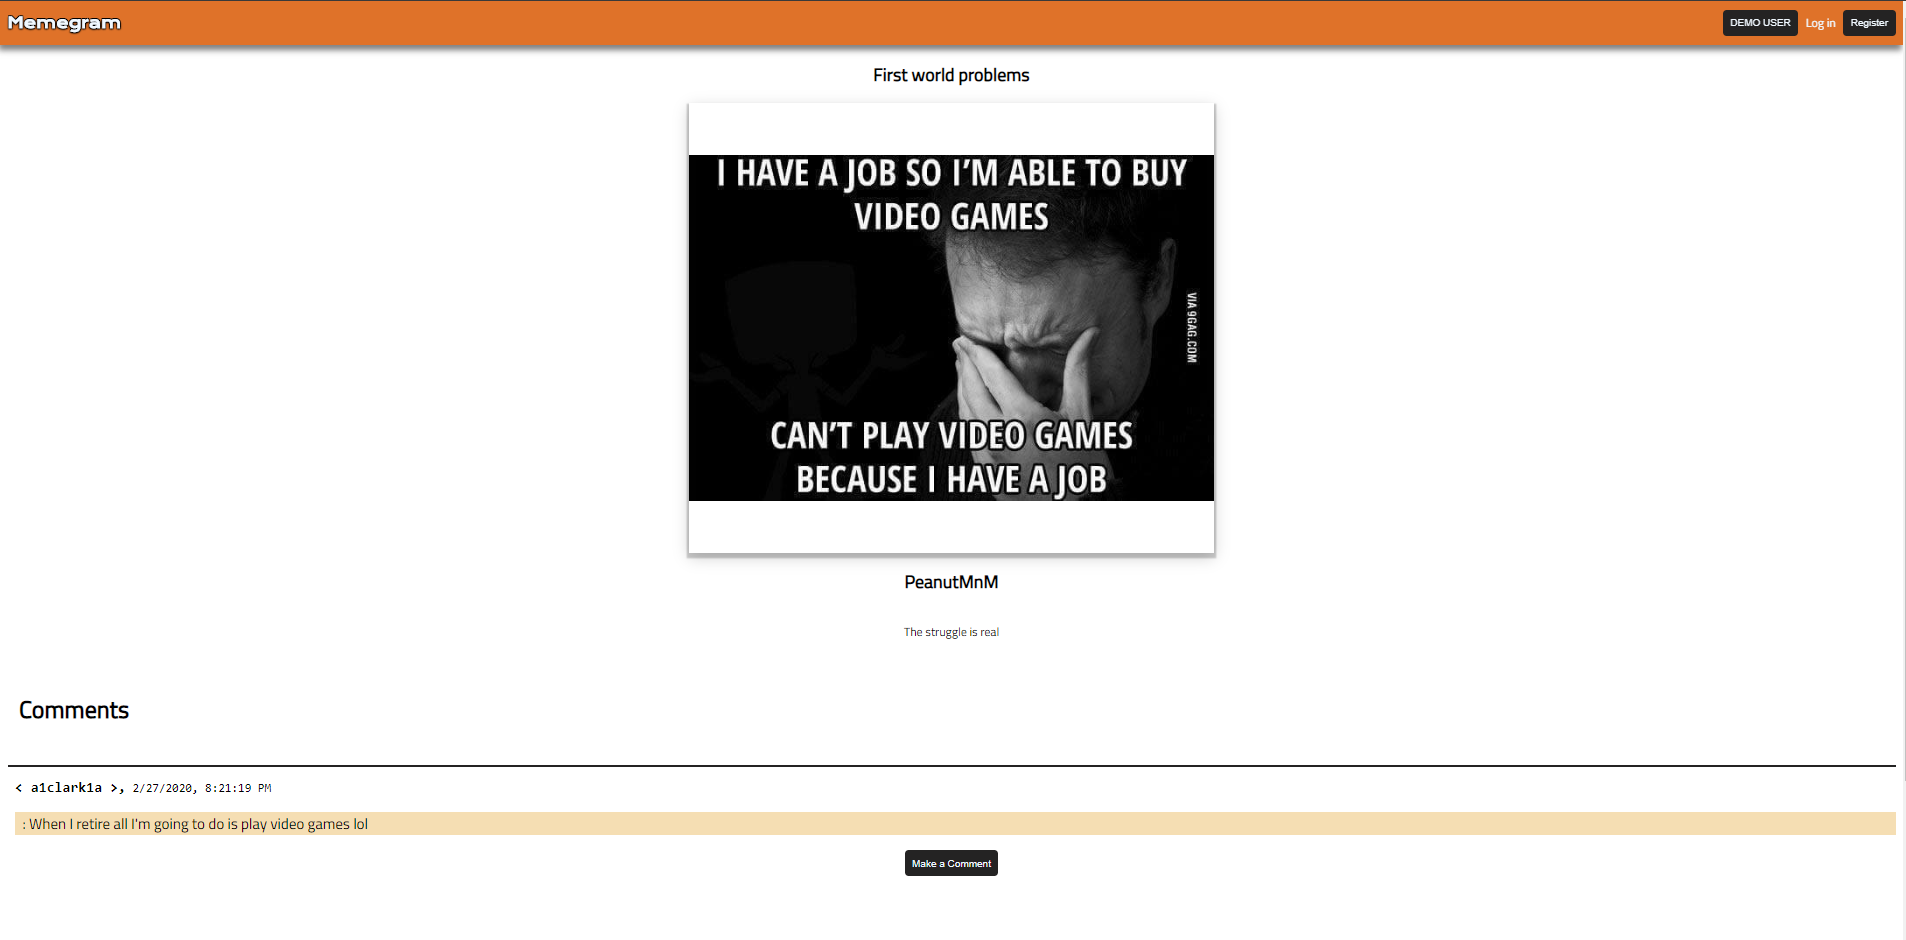 Memegram
DEMO USER Log in Register
First world problems
I HAVE A JOB SO I'M ABLE TO BUY
VIDEO GAMES
VIA 9GAG.COM
CAN'T PLAY VIDEO GAMES
BECAUSE I HAVE A JOB
PeanutMnM
The struggle is real
Comments
< a1clark1a >, 2/27/2020, 8:21:19 PM
: When I retire all I'm going to do is play video games lol
Make a Comment